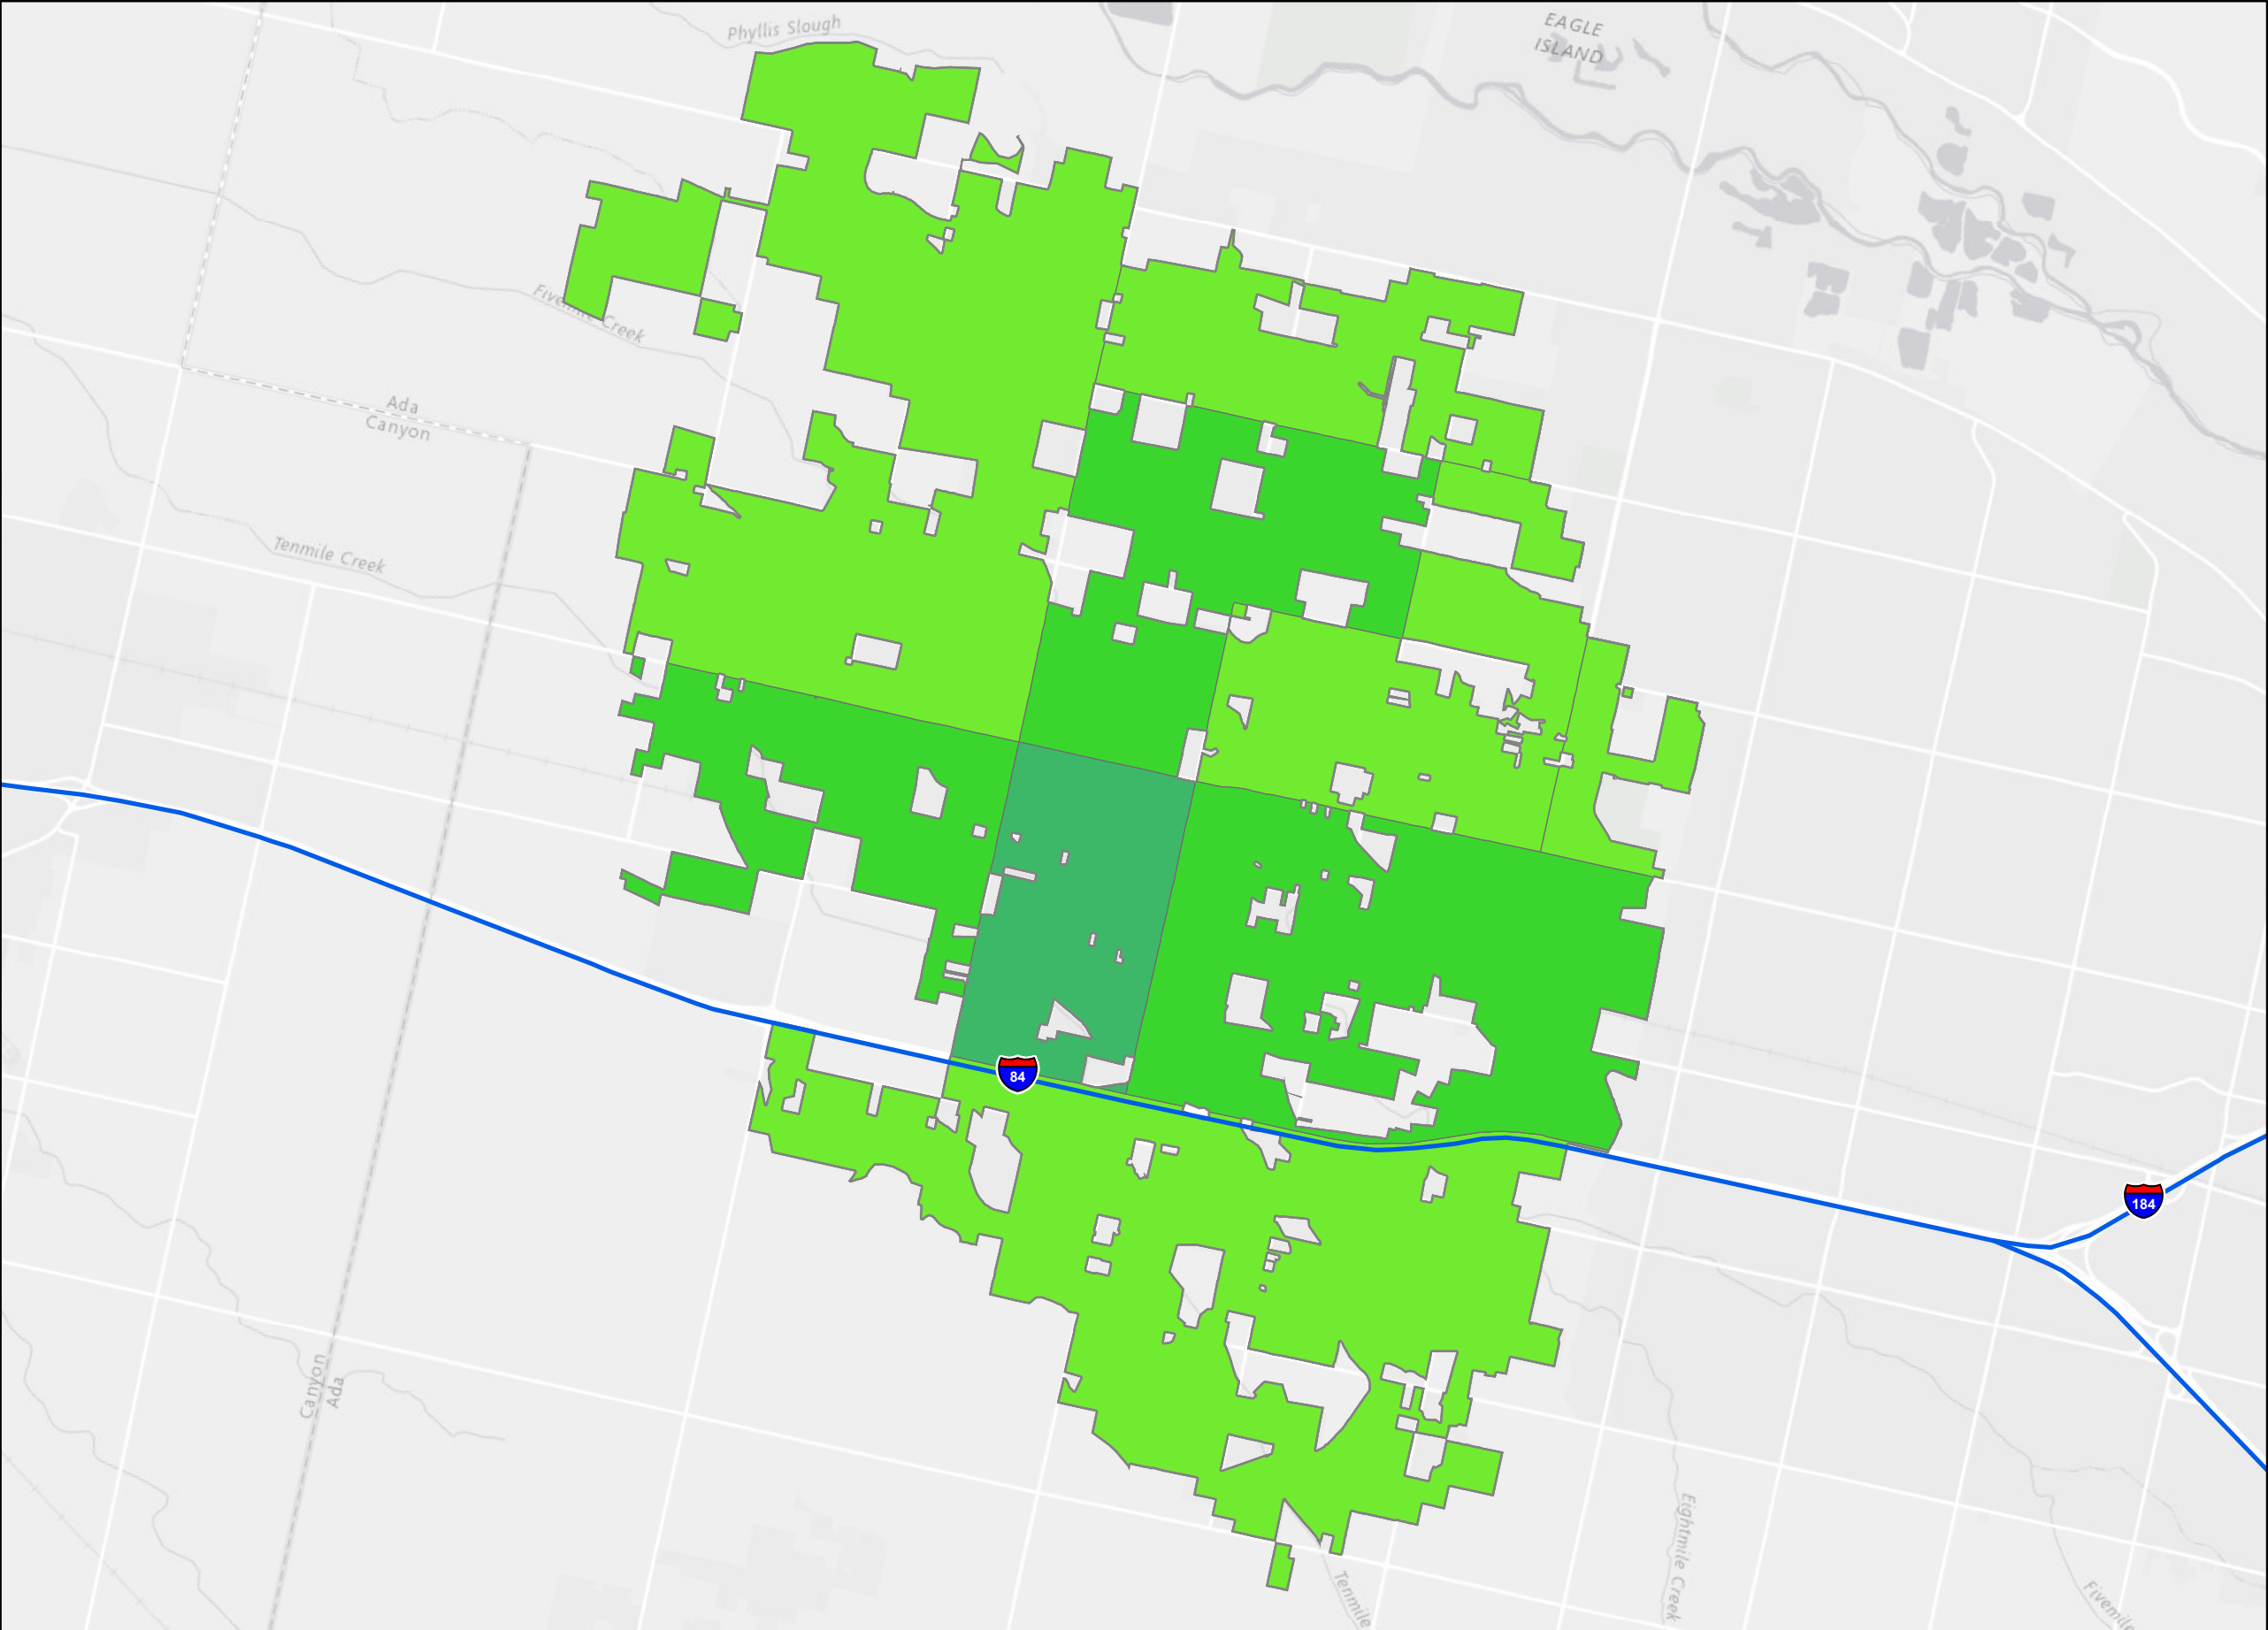 Phyllis Slough
EAGLE
ISLAND
Fivemile Creek
Ada
Canyon
Tenmile Creek
84
184
Canyon
Ada
Eightmile Creek
Tenmile
Fivemile